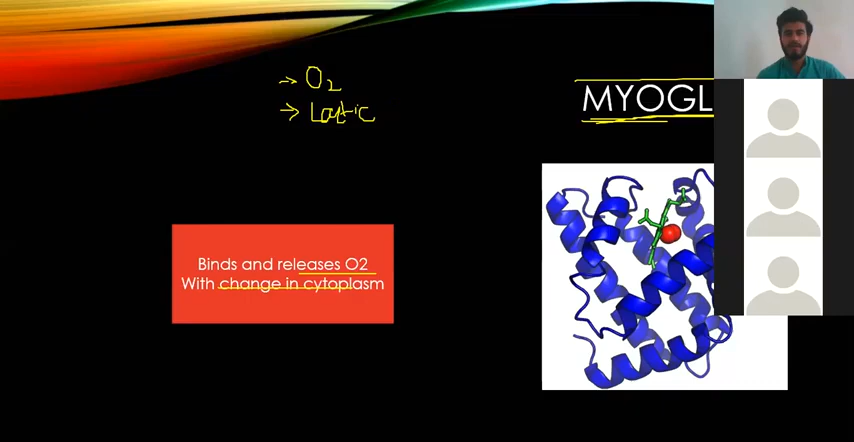 → O2
→ Lactic
MYOGL
Binds and releases O2
With change in cytoplasm